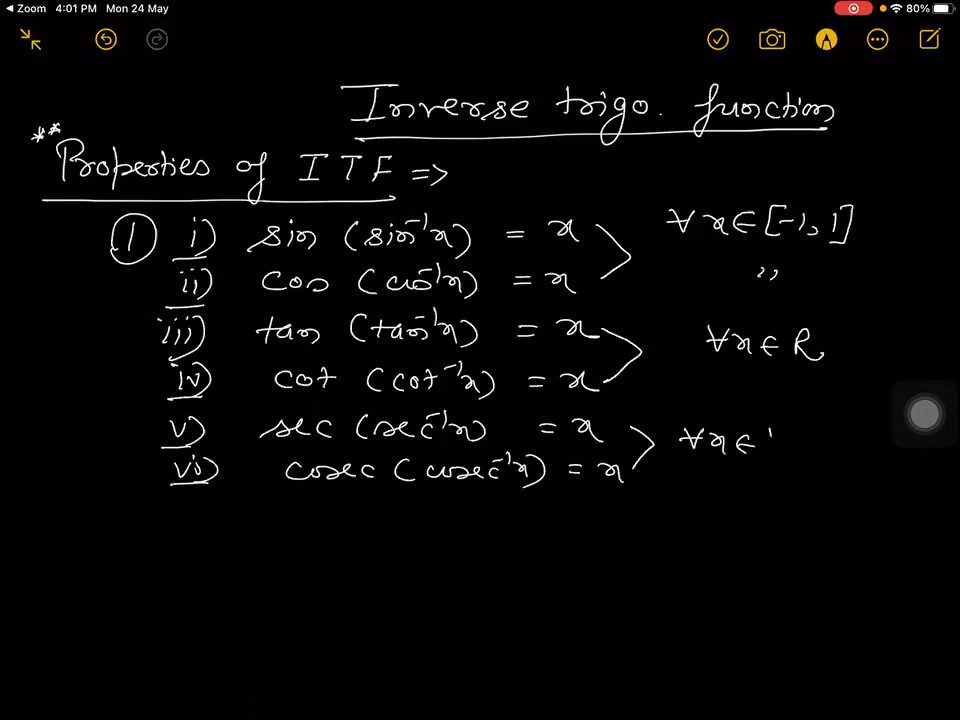 Zoom 4:01 PM Mon 24 May 80%
Inverse trigo. function
** Properties of ITF =>
① i) sin (sin⁻¹x) = x ∀ x ∈ [-1, 1]
ii) cos (cos⁻¹x) = x ,,
iii) tan (tan⁻¹x) = x ∀ x ∈ R
iv) cot (cot⁻¹x) = x
v) sec (sec⁻¹x) = x ∀ x ∈
vi) cosec (cosec⁻¹x) = x